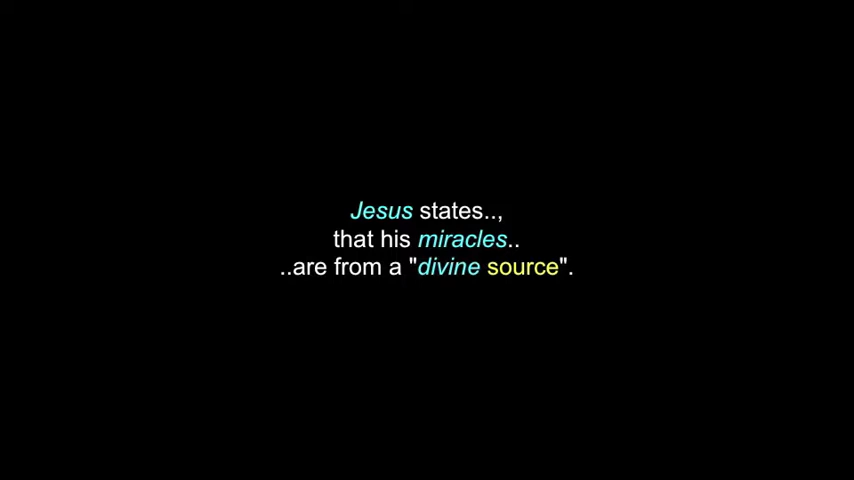 Jesus states..,
that his miracles..
..are from a "divine source".